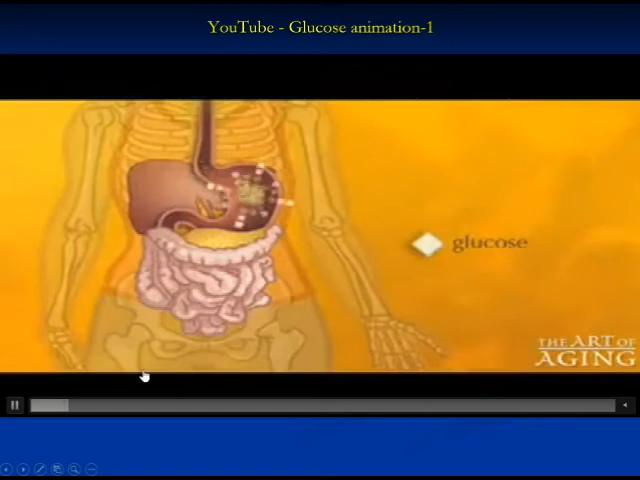 YouTube - Glucose animation-1
glucose
THE ART OF
AGING